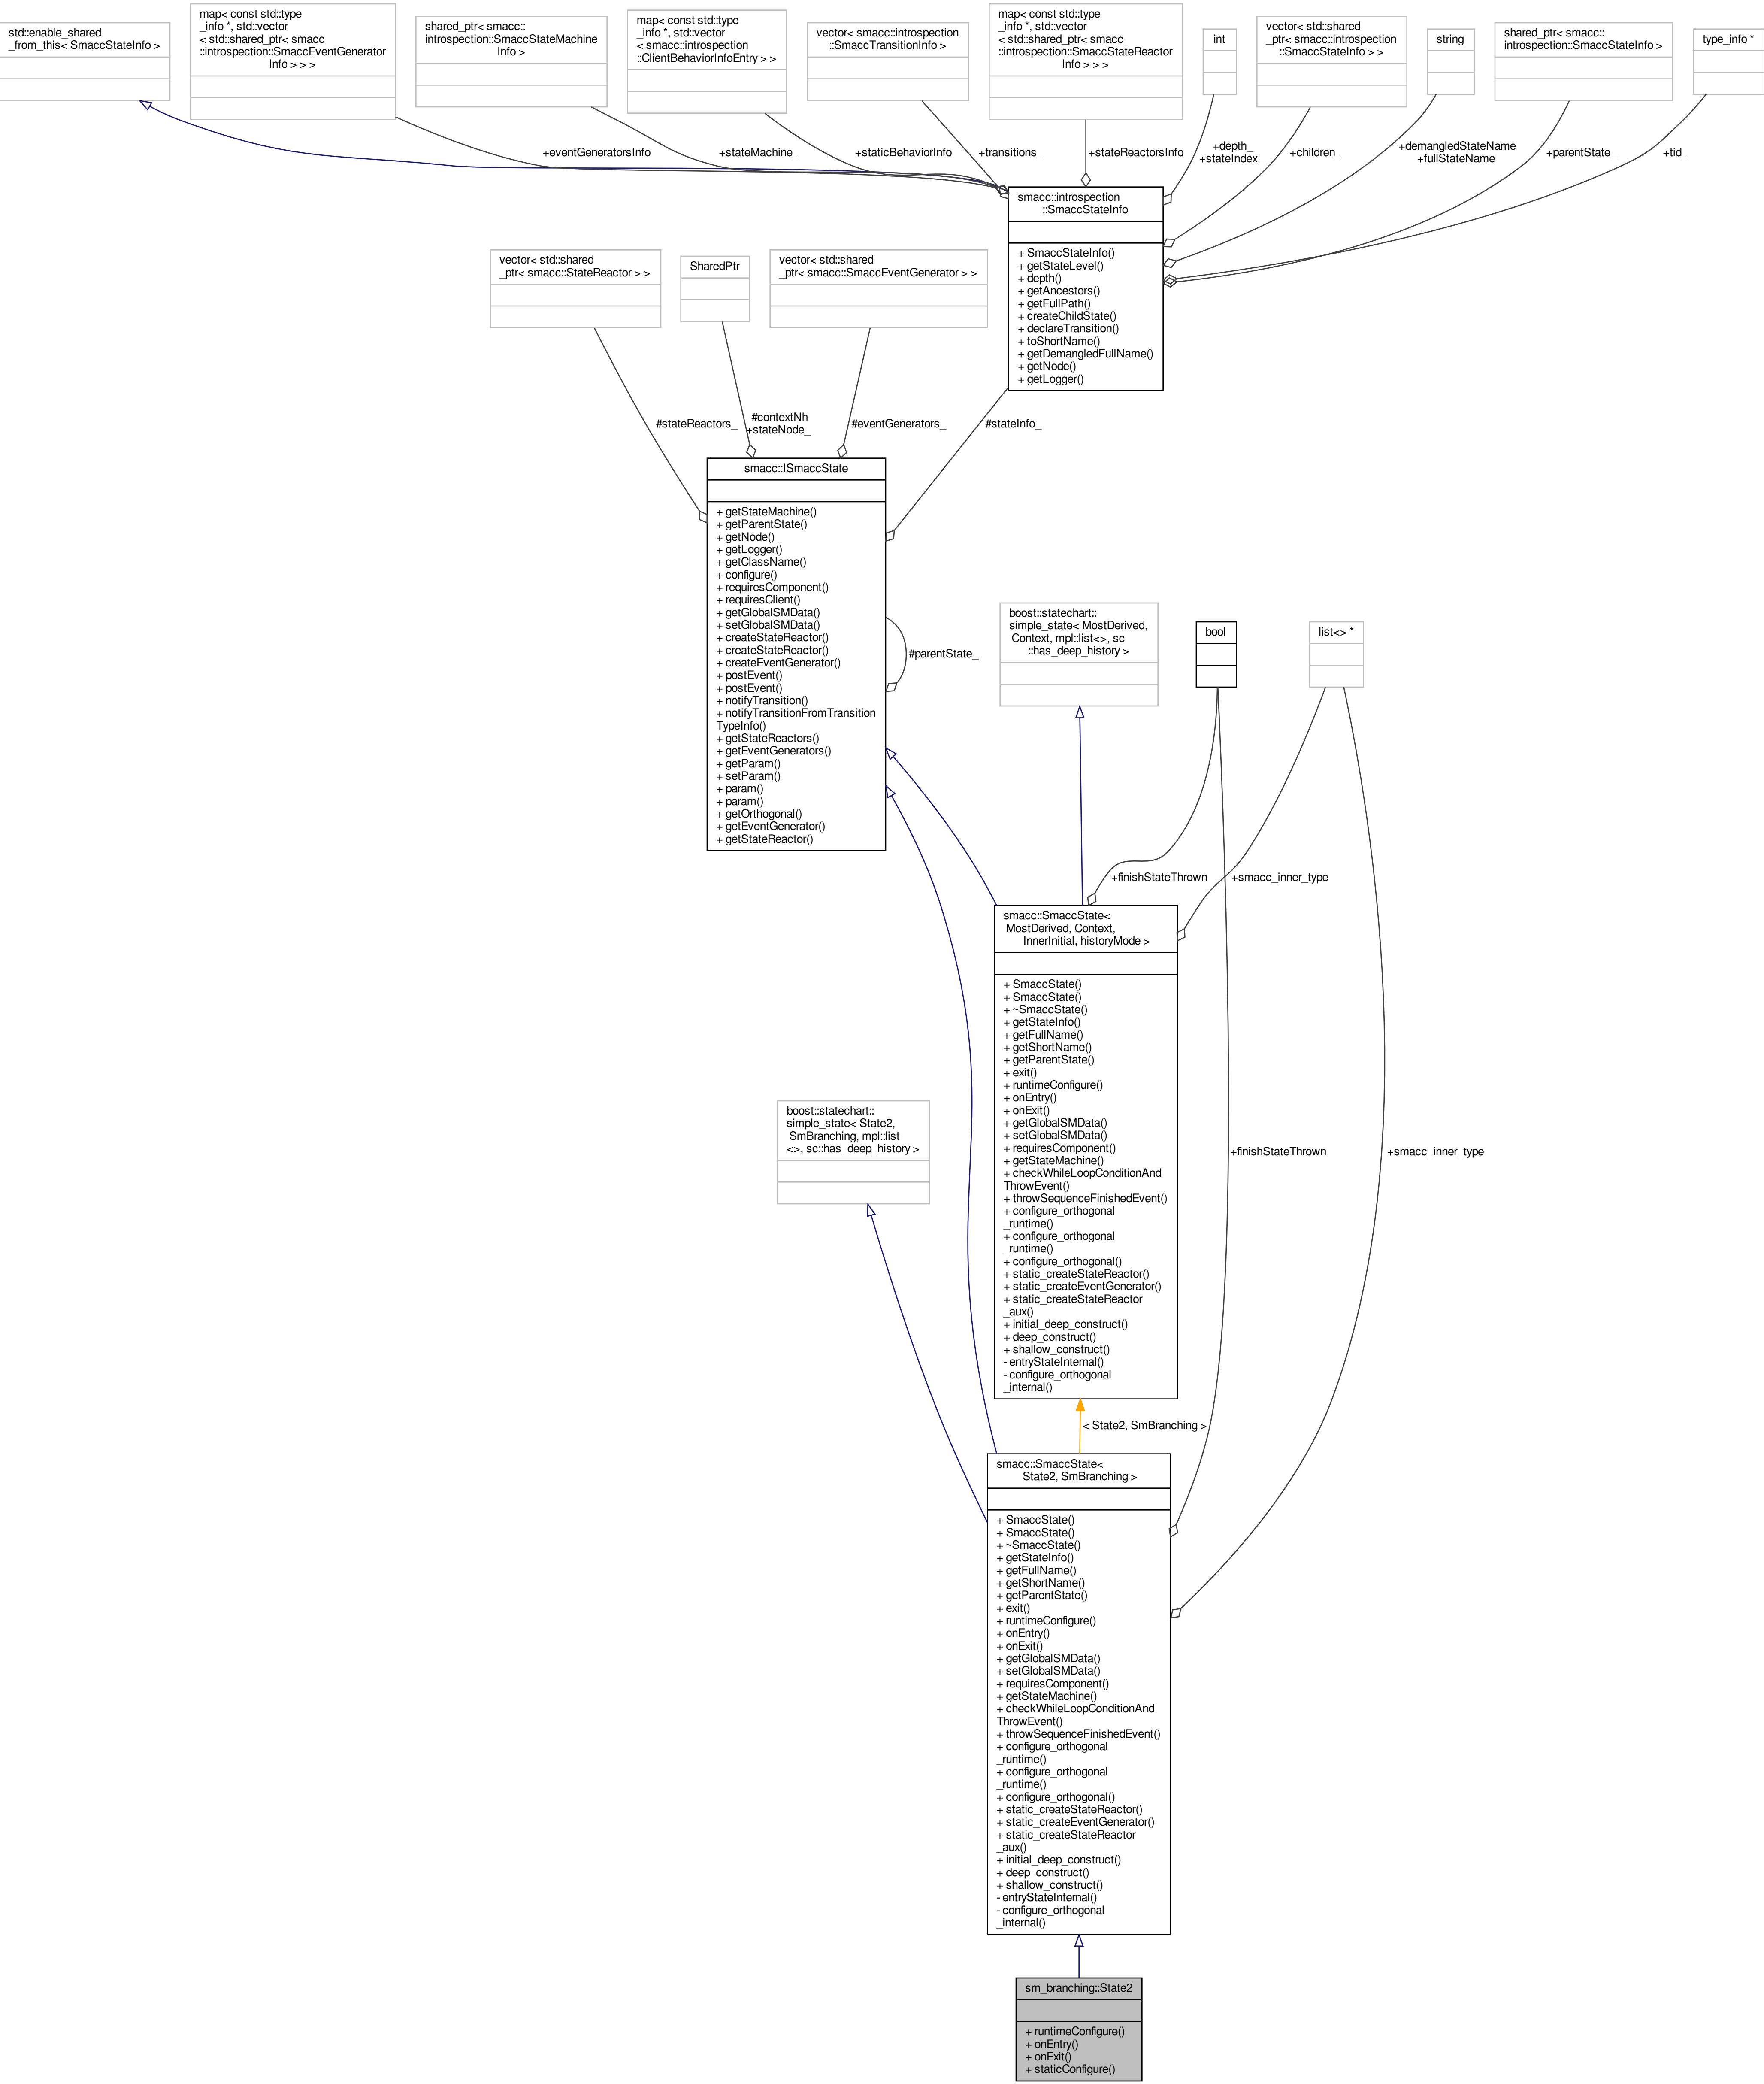 std::enable_shared
_from_this< SmaccStateInfo >
map< const std::type
_info *, std::vector
< std::shared_ptr< smacc
::introspection::SmaccEventGenerator
Info > > >
shared_ptr< smacc::
introspection::SmaccStateMachine
Info >
map< const std::type
_info *, std::vector
< smacc::introspection
::ClientBehaviorInfoEntry > >
vector< smacc::introspection
::SmaccTransitionInfo >
map< const std::type
_info *, std::vector
< std::shared_ptr< smacc
::introspection::SmaccStateReactor
Info > > >
int
vector< std::shared
_ptr< smacc::introspection
::SmaccStateInfo > >
string
shared_ptr< smacc::
introspection::SmaccStateInfo >
type_info *
+eventGeneratorsInfo
+stateMachine_
+staticBehaviorInfo
+transitions_
+stateReactorsInfo
+depth_
+stateIndex_
+children_
+demangledStateName
+fullStateName
+parentState_
+tid_
smacc::introspection
::SmaccStateInfo
+ SmaccStateInfo()
+ getStateLevel()
+ depth()
+ getAncestors()
+ getFullPath()
+ createChildState()
+ declareTransition()
+ toShortName()
+ getDemangledFullName()
+ getNode()
+ getLogger()
vector< std::shared
_ptr< smacc::StateReactor > >
SharedPtr
vector< std::shared
_ptr< smacc::SmaccEventGenerator > >
#stateReactors_
#contextNh
+stateNode_
#eventGenerators_
#stateInfo_
smacc::ISmaccState
+ getStateMachine()
+ getParentState()
+ getNode()
+ getLogger()
+ getClassName()
+ configure()
+ requiresComponent()
+ requiresClient()
+ getGlobalSMData()
+ setGlobalSMData()
+ createStateReactor()
+ createStateReactor()
+ createEventGenerator()
+ postEvent()
+ postEvent()
+ notifyTransition()
+ notifyTransitionFromTransition
TypeInfo()
+ getStateReactors()
+ getEventGenerators()
+ getParam()
+ setParam()
+ param()
+ param()
+ getOrthogonal()
+ getEventGenerator()
+ getStateReactor()
#parentState_
boost::statechart::
simple_state< MostDerived,
Context, mpl::list<>, sc
::has_deep_history >
bool
list<> *
+finishStateThrown
+smacc_inner_type
smacc::SmaccState<
MostDerived, Context,
InnerInitial, historyMode >
+ SmaccState()
+ SmaccState()
+ ~SmaccState()
+ getStateInfo()
+ getFullName()
+ getShortName()
+ getParentState()
+ exit()
+ runtimeConfigure()
+ onEntry()
+ onExit()
+ getGlobalSMData()
+ setGlobalSMData()
+ requiresComponent()
+ getStateMachine()
+ checkWhileLoopConditionAnd
ThrowEvent()
+ throwSequenceFinishedEvent()
+ configure_orthogonal
_runtime()
+ configure_orthogonal
_runtime()
+ configure_orthogonal()
+ static_createStateReactor()
+ static_createEventGenerator()
+ static_createStateReactor
_aux()
+ initial_deep_construct()
+ deep_construct()
+ shallow_construct()
- entryStateInternal()
- configure_orthogonal
_internal()
boost::statechart::
simple_state< State2,
SmBranching, mpl::list
<>, sc::has_deep_history >
+finishStateThrown
+smacc_inner_type
< State2, SmBranching >
smacc::SmaccState<
State2, SmBranching >
+ SmaccState()
+ SmaccState()
+ ~SmaccState()
+ getStateInfo()
+ getFullName()
+ getShortName()
+ getParentState()
+ exit()
+ runtimeConfigure()
+ onEntry()
+ onExit()
+ getGlobalSMData()
+ setGlobalSMData()
+ requiresComponent()
+ getStateMachine()
+ checkWhileLoopConditionAnd
ThrowEvent()
+ throwSequenceFinishedEvent()
+ configure_orthogonal
_runtime()
+ configure_orthogonal
_runtime()
+ configure_orthogonal()
+ static_createStateReactor()
+ static_createEventGenerator()
+ static_createStateReactor
_aux()
+ initial_deep_construct()
+ deep_construct()
+ shallow_construct()
- entryStateInternal()
- configure_orthogonal
_internal()
sm_branching::State2
+ runtimeConfigure()
+ onEntry()
+ onExit()
+ staticConfigure()